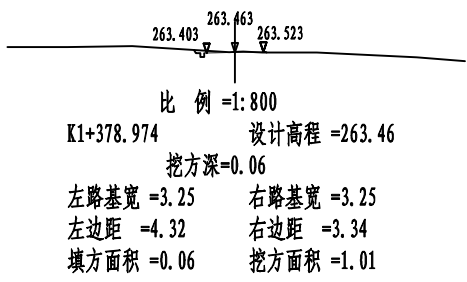 263.463
263.403 263.523
比 例 =1:800
K1+378.974 设计高程 =263.46
挖方深=0.06
左路基宽 =3.25 右路基宽 =3.25
左边距 =4.32 右边距 =3.34
填方面积 =0.06 挖方面积 =1.01